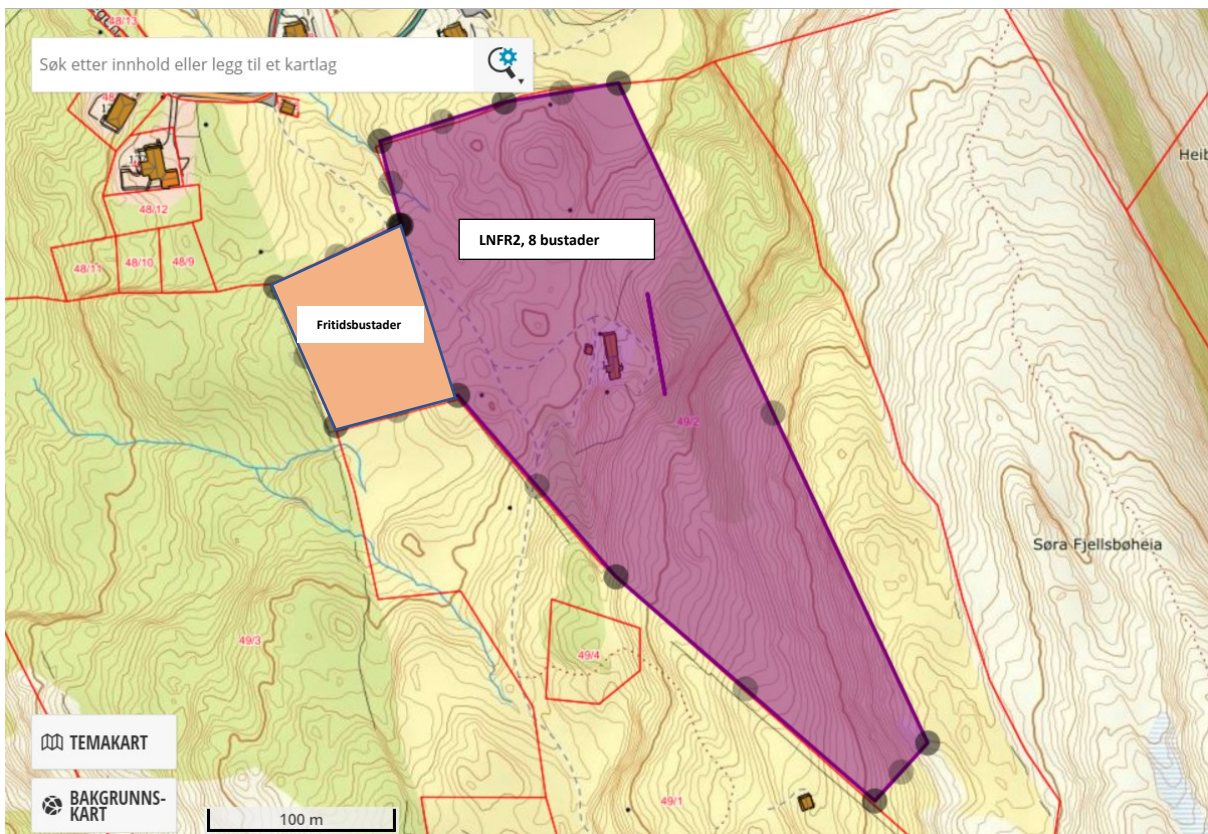 48/13
Søk etter innhold eller legg til et kartlag
Heib
48/12
LNFR2, 8 bustader
48/11
48/10
48/9
Fritidsbustader
49/2
Søra Fjellsbøheia
49/3
49/4
TEMAKART
BAKGRUNNS-
KART
100 m
49/1